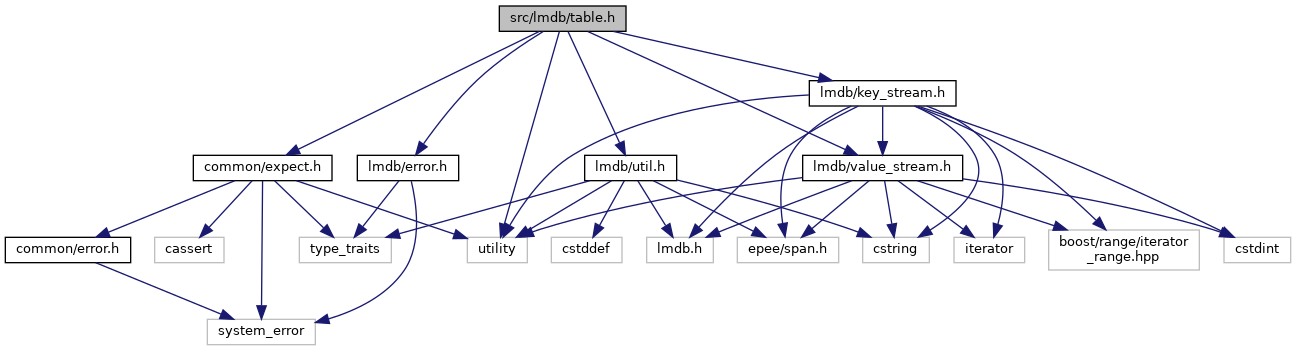 src/lmdb/table.h
lmdb/key_stream.h
common/expect.h
lmdb/error.h
lmdb/util.h
lmdb/value_stream.h
common/error.h
cassert
type_traits
utility
cstddef
lmdb.h
epee/span.h
cstring
iterator
boost/range/iterator
_range.hpp
cstdint
system_error